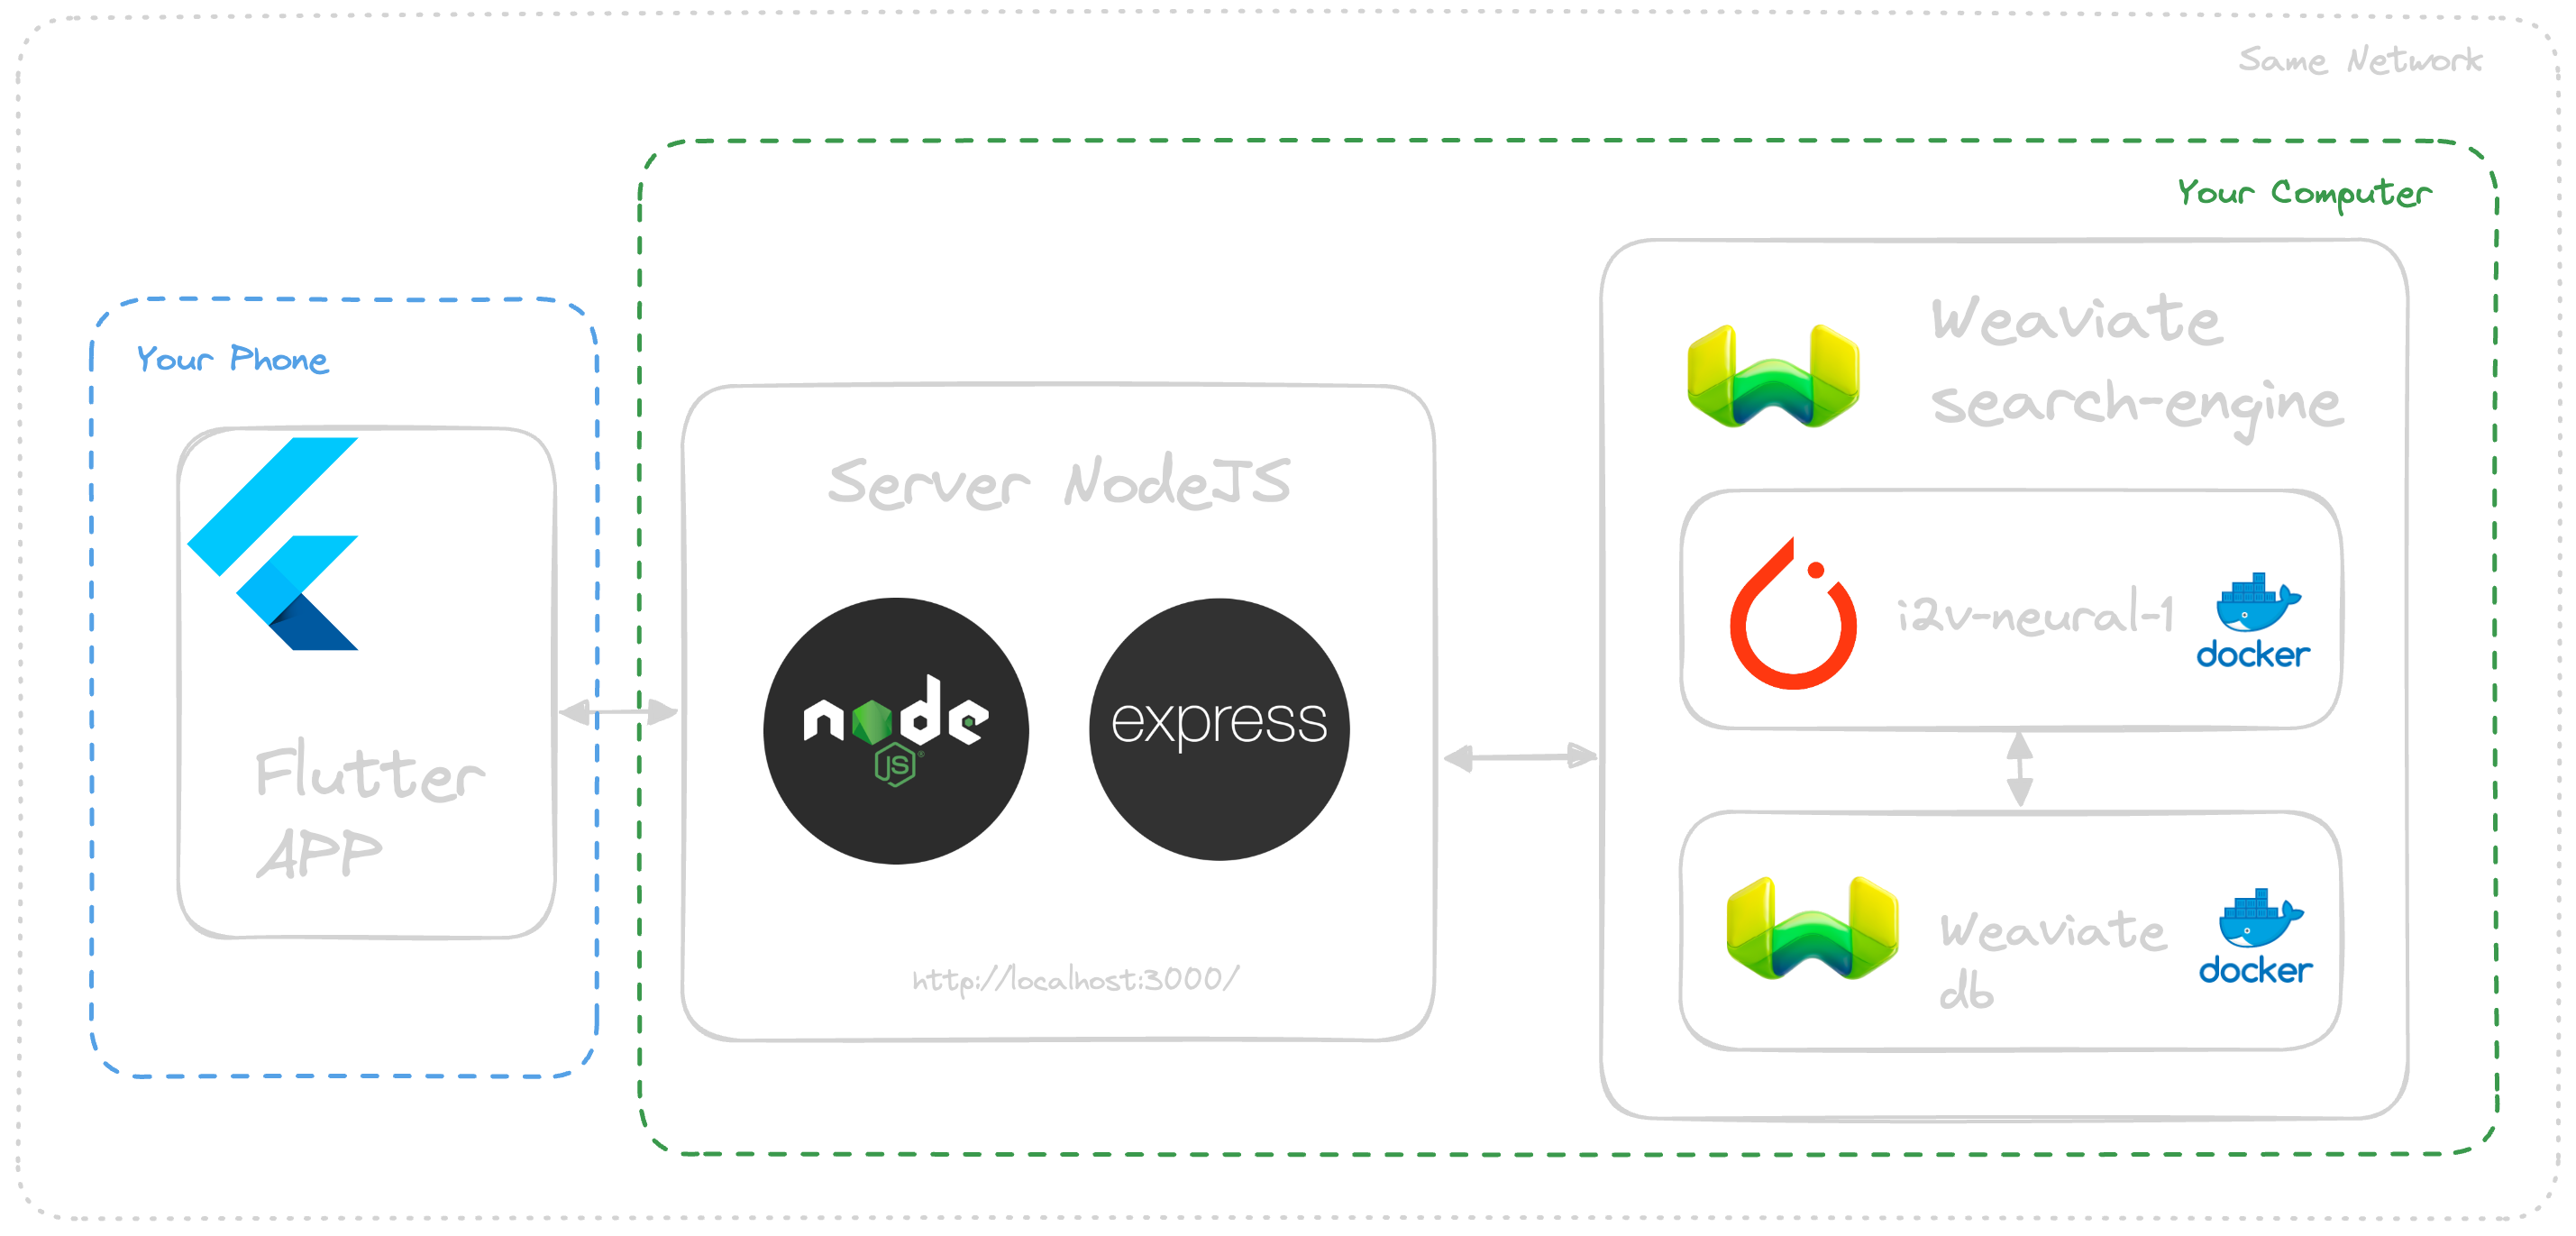 Same Network
Your Computer
Your Phone
Flutter
APP
Server NodeJS
node
JS
express
http://localhost:3000/
Weaviate
search-engine
i2v-neural-1
docker
Weaviate
db
docker